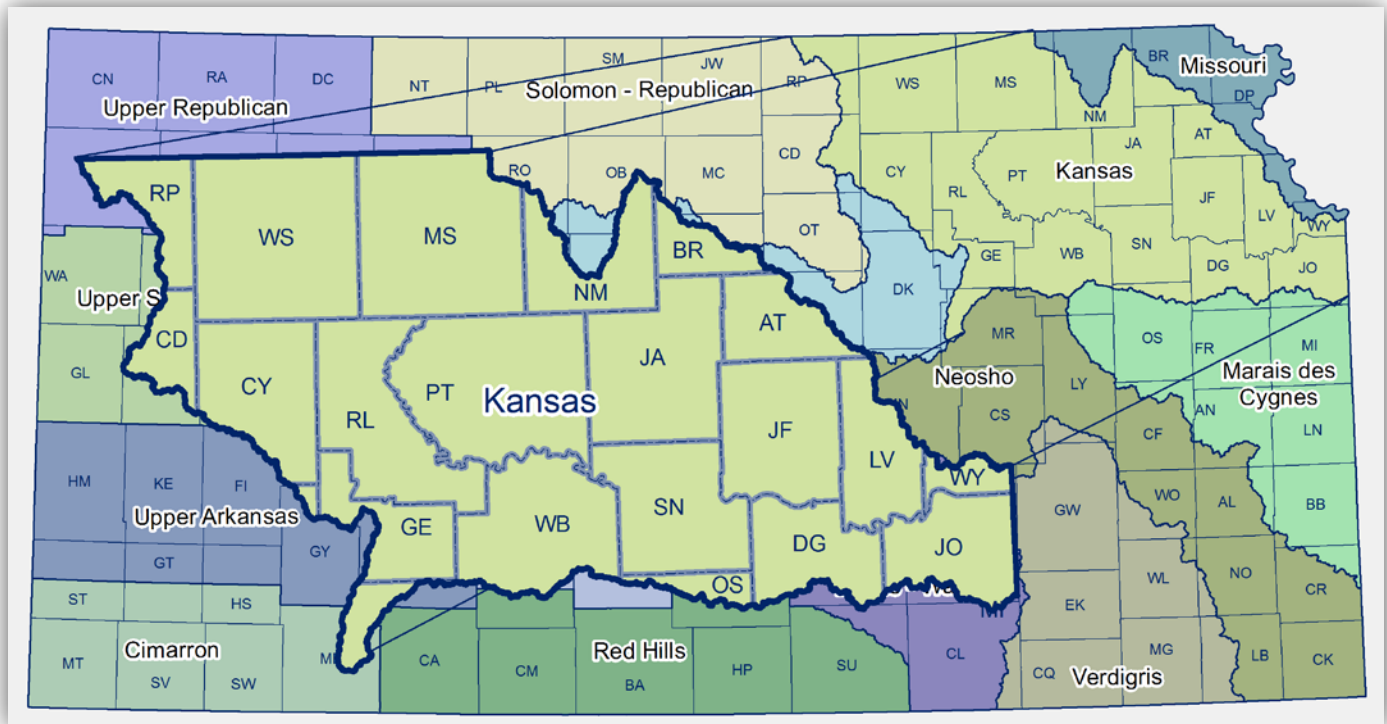 CN
RA
DC
Upper Republican
NT
PL
SM
JW
RP
Solomon - Republican
WS
MS
NM
BR
Missouri
DP
RO
OB
MC
CD
OT
CY
RL
PT
JA
AT
Kansas
JF
LV
WY
GE
WB
SN
DG
JO
DK
WA
Upper S
GL
RP
WS
MS
NM
BR
CD
CY
RL
PT
JA
AT
Kansas
JF
LV
WY
GE
WB
SN
DG
JO
OS
MR
Neosho
LY
CS
OS
FR
MI
Marais des
Cygnes
AN
LN
CF
WO
AL
BB
HM
KE
FI
Upper Arkansas
GT
GY
GW
WL
NO
CR
EK
ST
HS
Cimarron
MT
SV
SW
CA
CM
Red Hills
BA
HP
SU
CL
CQ
MG
Verdigris
LB
CK